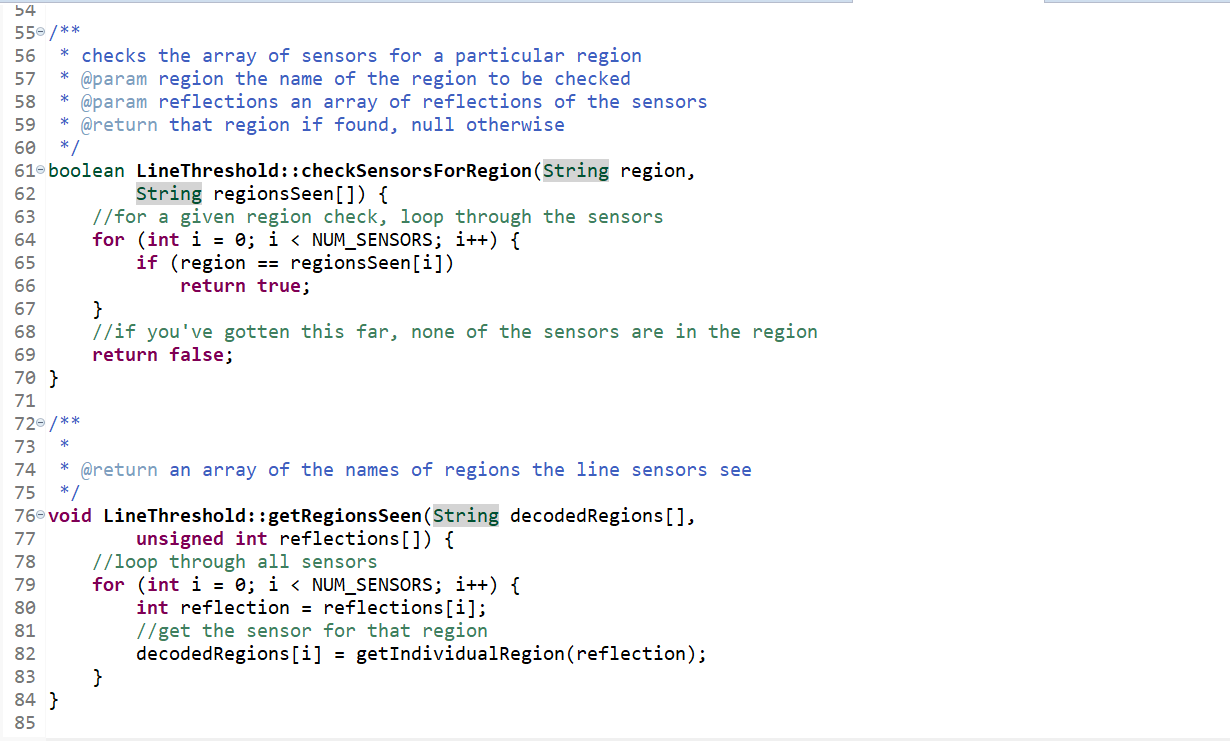 54
55 /**
56  * checks the array of sensors for a particular region
57  * @param region the name of the region to be checked
58  * @param reflections an array of reflections of the sensors
59  * @return that region if found, null otherwise
60  */
61 boolean LineThreshold::checkSensorsForRegion(String region,
62         String regionsSeen[]) {
63     //for a given region check, loop through the sensors
64     for (int i = 0; i < NUM_SENSORS; i++) {
65         if (region == regionsSeen[i])
66             return true;
67     }
68     //if you've gotten this far, none of the sensors are in the region
69     return false;
70 }
71
72 /**
73  *
74  * @return an array of the names of regions the line sensors see
75  */
76 void LineThreshold::getRegionsSeen(String decodedRegions[],
77         unsigned int reflections[]) {
78     //loop through all sensors
79     for (int i = 0; i < NUM_SENSORS; i++) {
80         int reflection = reflections[i];
81         //get the sensor for that region
82         decodedRegions[i] = getIndividualRegion(reflection);
83     }
84 }
85